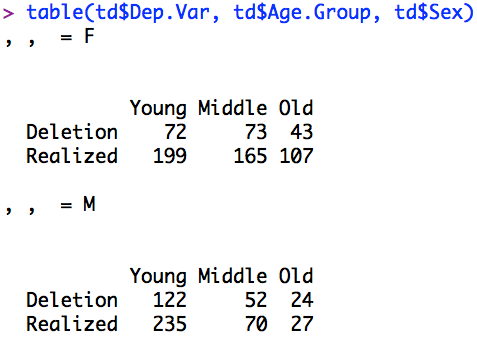 > table(td$Dep.Var, td$Age.Group, td$Sex)
, ,  = F
Young Middle Old
Deletion 72 73 43
Realized 199 165 107
, ,  = M
Young Middle Old
Deletion 122 52 24
Realized 235 70 27